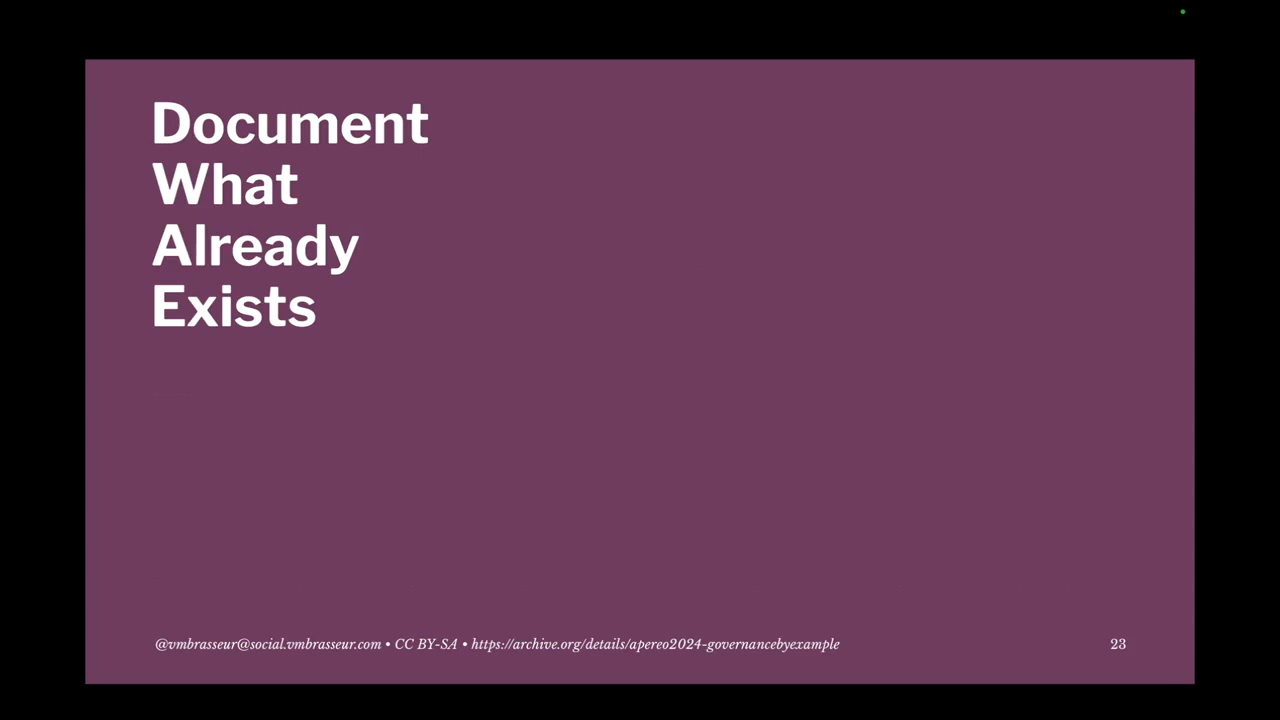 Document
What
Already
Exists
@vmbrasseur@social.vmbrasseur.com • CC BY-SA • https://archive.org/details/apereo2024-governancebyexample
23